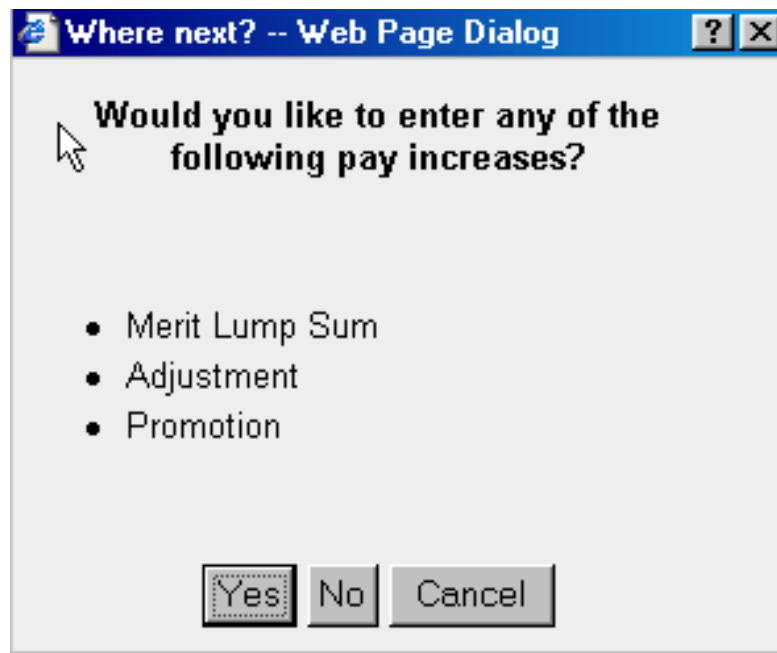 Where next? -- Web Page Dialog
Would you like to enter any of the
following pay increases?
• Merit Lump Sum
• Adjustment
• Promotion
Yes No Cancel